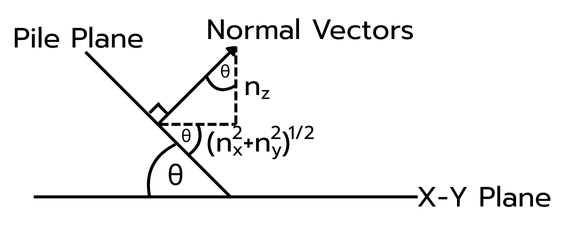 Normal Vectors
Pile Plane
θ
n_z
θ
(n_x^2+n_y^2)^1/2
θ
X-Y Plane